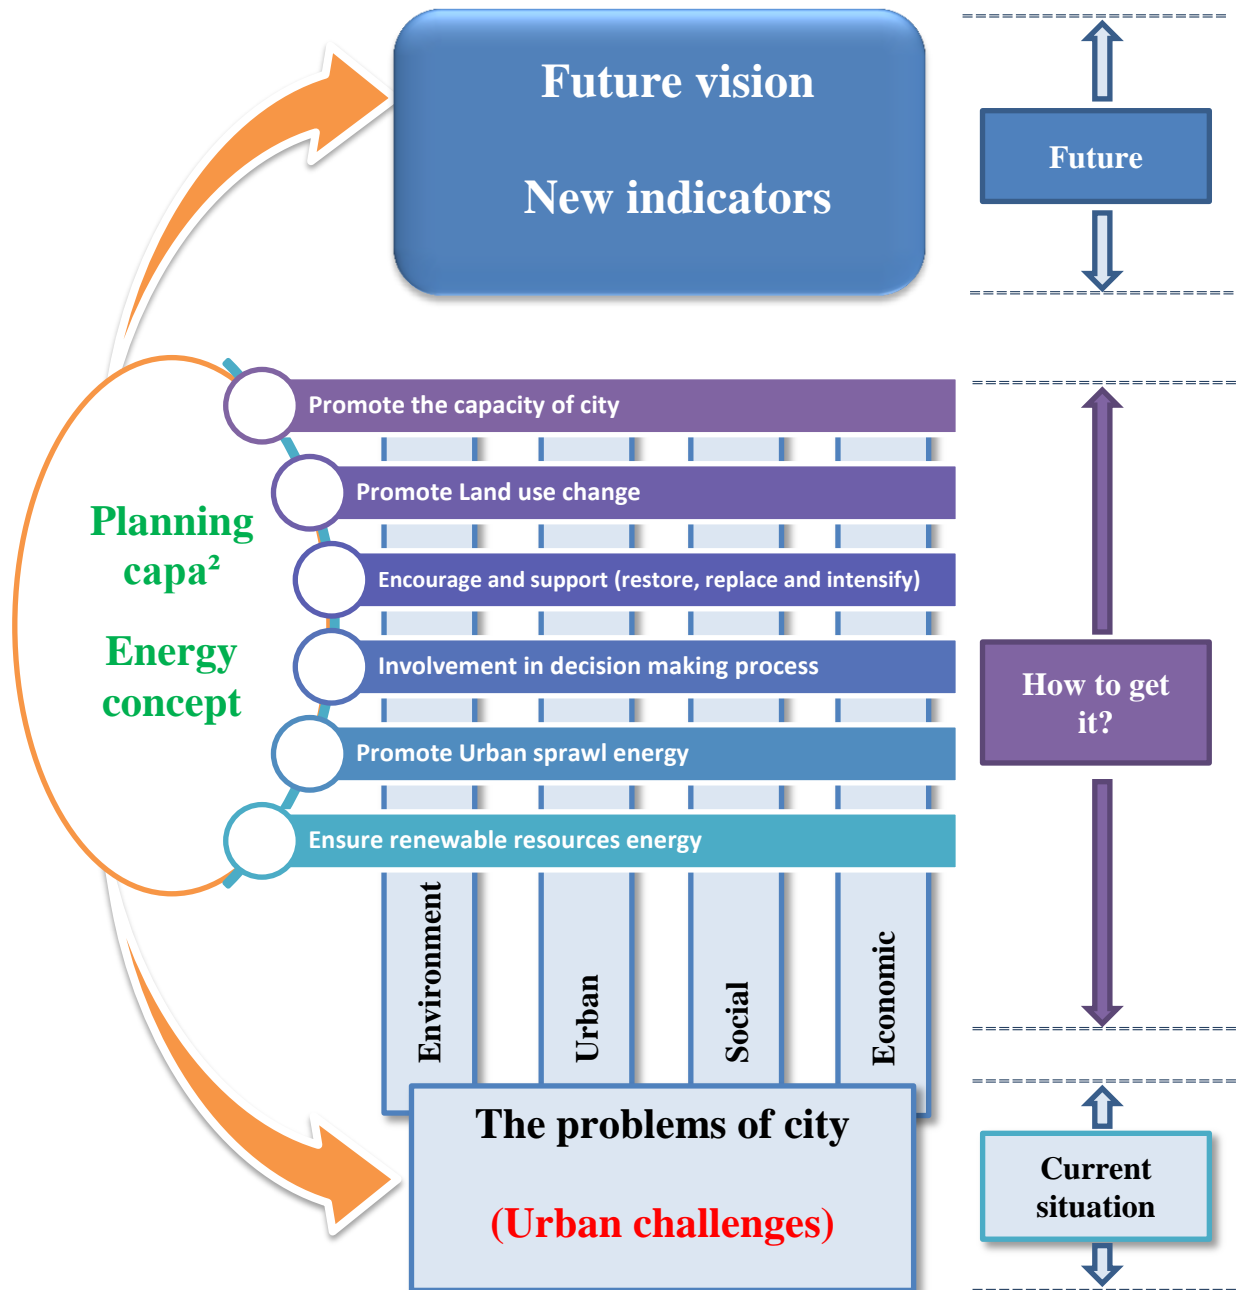 Future vision
New indicators
Future
Promote the capacity of city
Promote Land use change
Encourage and support (restore, replace and intensify)
Involvement in decision making process
Promote Urban sprawl energy
Ensure renewable resources energy
Planning
capa²
Energy
concept
How to get
it?
Environment
Urban
Social
Economic
The problems of city
(Urban challenges)
Current
situation